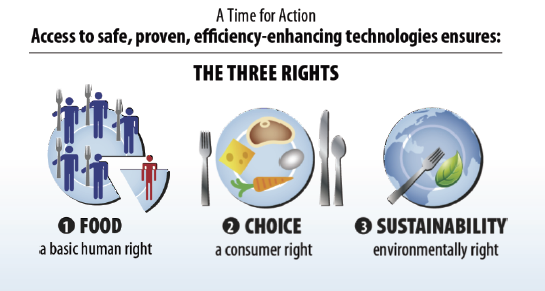 A Time for Action
Access to safe, proven, efficiency-enhancing technologies ensures:
THE THREE RIGHTS
1 FOOD
a basic human right
2 CHOICE
a consumer right
3 SUSTAINABILITY
environmentally right